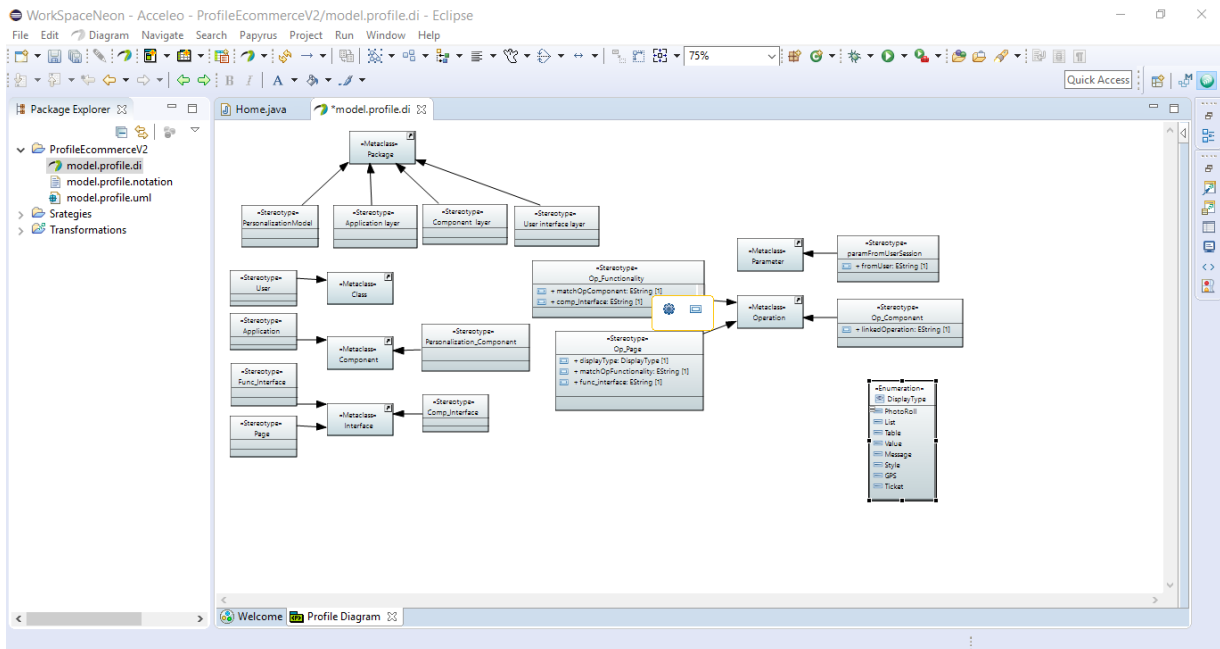 WorkSpaceNeon - Acceleo - ProfileEcommerceV2/model.profile.di - Eclipse
File Edit Diagram Navigate Search Papyrus Project Run Window Help
75%
B I A
Quick Access
Package Explorer
Home.java
*model.profile.di
ProfileEcommerceV2
model.profile.di
model.profile.notation
model.profile.uml
Srategies
Transformations
«Metaclass»
Package
«Stereotype»
PersonalizationModel
«Stereotype»
Application layer
«Stereotype»
Component layer
«Stereotype»
User interface layer
«Stereotype»
User
«Metaclass»
Class
«Stereotype»
Application
«Metaclass»
Component
«Stereotype»
Personalization_Component
«Stereotype»
Func_Interface
«Stereotype»
Page
«Metaclass»
Interface
«Stereotype»
Comp_Interface
«Stereotype»
Op_Functionality
+ matchOpComponent: EString [1]
+ comp_Interface: EString [1]
«Stereotype»
Op_Page
+ displayType: DisplayType [1]
+ matchOpFunctionality: EString [1]
+ func_interface: EString [1]
«Metaclass»
Parameter
«Stereotype»
paramFromUserSession
+ fromUser: EString [1]
«Metaclass»
Operation
«Stereotype»
Op_Component
+ linkedOperation: EString [1]
«Enumeration»
DisplayType
PhotoRoll
List
Table
Value
Message
Style
GPS
Ticket
Welcome
Profile Diagram